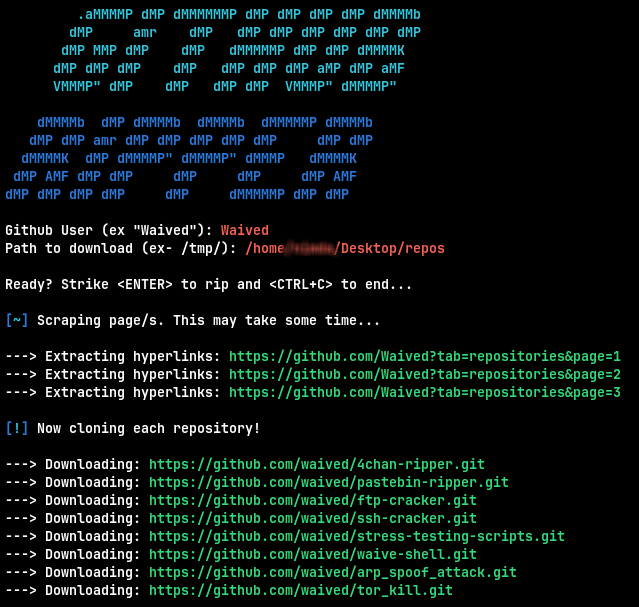 .aMMMMP dMP dMMMMMMP dMP dMP dMP dMP dMMMMb
dMP     amr    dMP   dMP dMP dMP dMP dMP dMP
dMP MMP dMP    dMP   dMMMMMP dMP dMP dMMMMK
dMP dMP dMP    dMP   dMP dMP dMP aMP dMP aMF
VMMMP" dMP    dMP   dMP dMP  VMMMP" dMMMMP"
dMMMMb  dMP dMMMMb  dMMMMb  dMMMMMP dMMMMb
dMP dMP amr dMP dMP dMP dMP dMP     dMP dMP
dMMMMK  dMP dMMMMP" dMMMMP" dMMMP   dMMMMK
dMP AMF dMP dMP     dMP     dMP     dMP AMF
dMP dMP dMP dMP     dMP     dMMMMMP dMP dMP
Github User (ex "Waived"): Waived
Path to download (ex- /tmp/): /home/ /Desktop/repos
Ready? Strike <ENTER> to rip and <CTRL+C> to end...
[~] Scraping page/s. This may take some time...
---> Extracting hyperlinks: https://github.com/Waived?tab=repositories&page=1
---> Extracting hyperlinks: https://github.com/Waived?tab=repositories&page=2
---> Extracting hyperlinks: https://github.com/Waived?tab=repositories&page=3
[!] Now cloning each repository!
---> Downloading: https://github.com/waived/4chan-ripper.git
---> Downloading: https://github.com/waived/pastebin-ripper.git
---> Downloading: https://github.com/waived/ftp-cracker.git
---> Downloading: https://github.com/waived/ssh-cracker.git
---> Downloading: https://github.com/waived/stress-testing-scripts.git
---> Downloading: https://github.com/waived/waive-shell.git
---> Downloading: https://github.com/waived/arp_spoof_attack.git
---> Downloading: https://github.com/waived/tor_kill.git